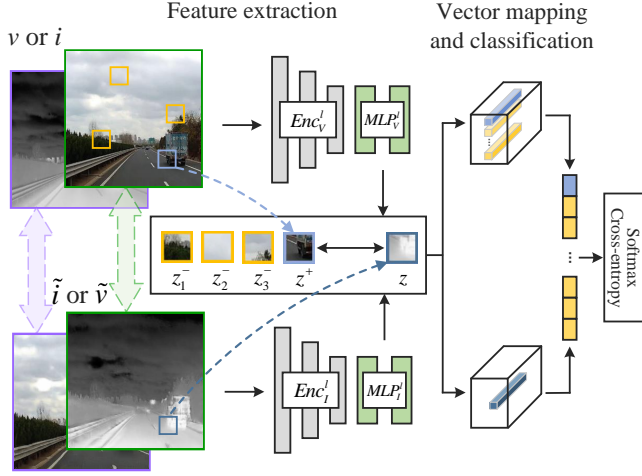 Feature extraction
Vector mapping
and classification
v or i
Enc_V^l
MLP_V^l
z_1^-
z_2^-
z_3^-
z^+
z
ĩ or ṽ
Enc_I^l
MLP_I^l
...
...
Softmax
Cross-entropy